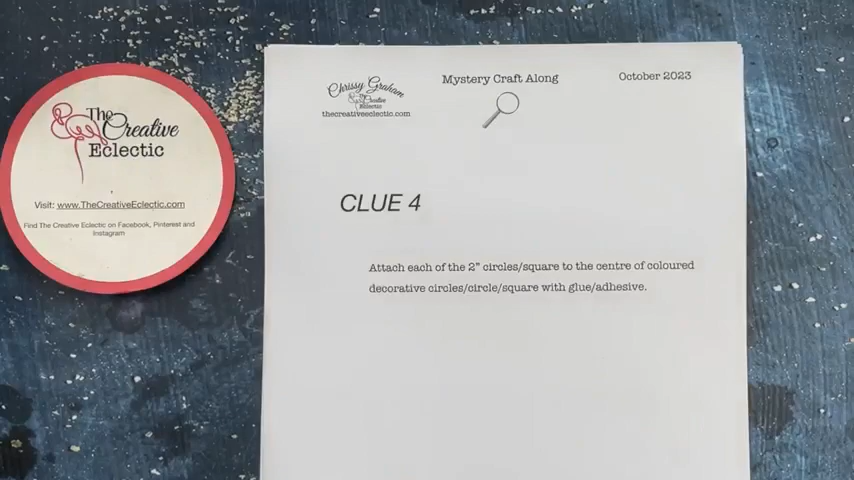 The
Creative
Eclectic
Visit: www.TheCreativeEclectic.com
Find The Creative Eclectic on Facebook, Pinterest and
Instagram
Chrissy Graham
The
Creative
Eclectic
thecreativeeclectic.com
Mystery Craft Along
October 2023
CLUE 4
Attach each of the 2" circles/square to the centre of coloured
decorative circles/circle/square with glue/adhesive.